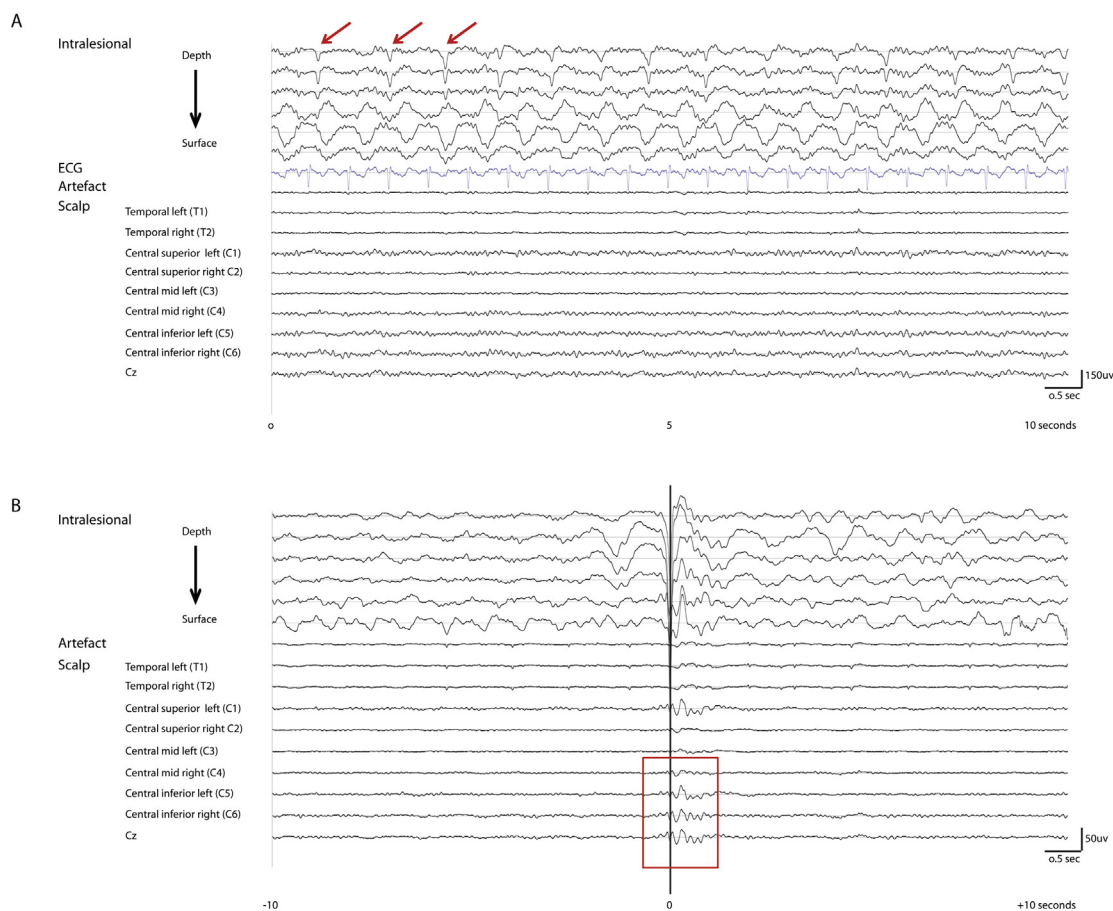 A
Intralesional
Depth
Surface
ECG
Artefact
Scalp
Temporal left (T1)
Temporal right (T2)
Central superior left (C1)
Central superior right C2)
Central mid left (C3)
Central mid right (C4)
Central inferior left (C5)
Central inferior right (C6)
Cz
150uv
0.5 sec
0 5 10 seconds
B
Intralesional
Depth
Surface
Artefact
Scalp
Temporal left (T1)
Temporal right (T2)
Central superior left (C1)
Central superior right C2)
Central mid left (C3)
Central mid right (C4)
Central inferior left (C5)
Central inferior right (C6)
Cz
50uv
0.5 sec
-10 0 +10 seconds